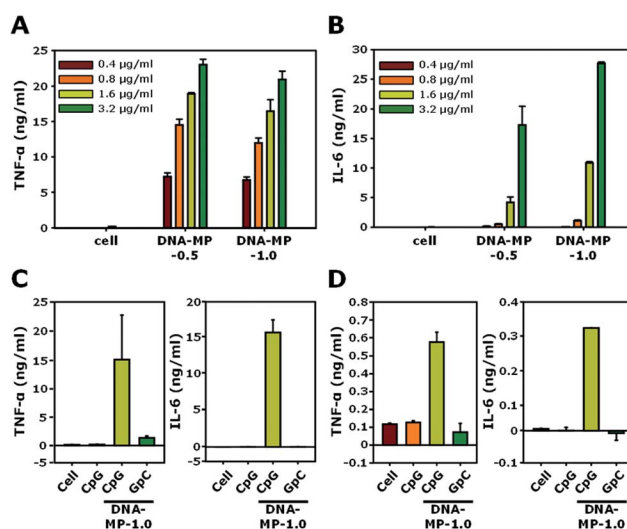 A
25
20
15
10
5
0
TNF-α (ng/ml)
0.4 μg/ml
0.8 μg/ml
1.6 μg/ml
3.2 μg/ml
cell
DNA-MP
-0.5
DNA-MP
-1.0
B
30
25
20
15
10
5
0
IL-6 (ng/ml)
0.4 μg/ml
0.8 μg/ml
1.6 μg/ml
3.2 μg/ml
cell
DNA-MP
-0.5
DNA-MP
-1.0
C
25
20
15
10
5
0
-5
TNF-α (ng/ml)
Cell
CpG
CpG
GpC
DNA-
MP-1.0
20
15
10
5
0
-5
IL-6 (ng/ml)
Cell
CpG
CpG
GpC
DNA-
MP-1.0
D
0.8
0.7
0.6
0.5
0.4
0.3
0.2
0.1
0
-0.1
TNF-α (ng/ml)
Cell
CpG
CpG
GpC
DNA-
MP-1.0
0.4
0.3
0.2
0.1
0
-0.1
IL-6 (ng/ml)
Cell
CpG
CpG
GpC
DNA-
MP-1.0